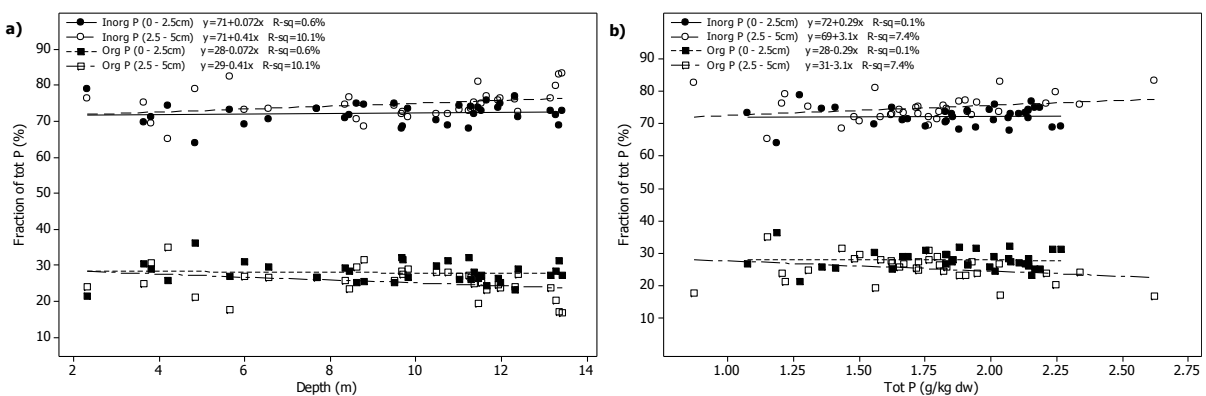 a)
Inorg P (0 - 2.5cm) y=71+0.072x R-sq=0.6%
Inorg P (2.5 - 5cm) y=71+0.41x R-sq=10.1%
Org P (0 - 2.5cm) y=28-0.072x R-sq=0.6%
Org P (2.5 - 5cm) y=29-0.41x R-sq=10.1%
Fraction of tot P (%)
90
80
70
60
50
40
30
20
10
2 4 6 8 10 12 14
Depth (m)
b)
Inorg P (0 - 2.5cm) y=72+0.29x R-sq=0.1%
Inorg P (2.5 - 5cm) y=69+3.1x R-sq=7.4%
Org P (0 - 2.5cm) y=28-0.29x R-sq=0.1%
Org P (2.5 - 5cm) y=31-3.1x R-sq=7.4%
Fraction of tot P (%)
90
80
70
60
50
40
30
20
10
1.00 1.25 1.50 1.75 2.00 2.25 2.50 2.75
Tot P (g/kg dw)